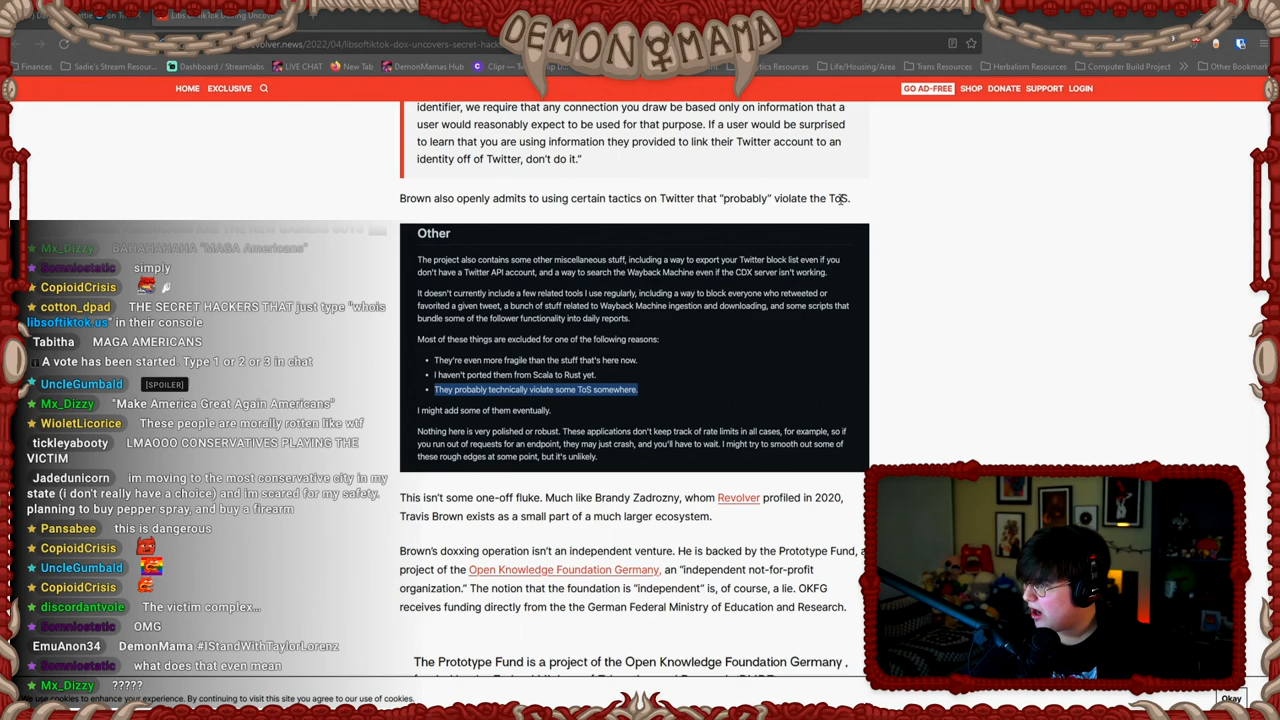 Libs of TikTok Doxing Uncove
evolver.news/2022/04/libsoftiktok-dox-uncovers-secret-hack
DEMON MAMA
Finances
Sadie's Stream Resour...
Dashboard / Streamlabs
LIVE CHAT
New Tab
DemonMamas Hub
Life/Housing/Area
Trans Resources
Herbalism Resources
Computer Build Project
Other Bookmark
HOME EXCLUSIVE
GO AD-FREE SHOP DONATE SUPPORT LOGIN
identifier, we require that any connection you draw be based only on information that a
user would reasonably expect to be used for that purpose. If a user would be surprised
to learn that you are using information they provided to link their Twitter account to an
identity off of Twitter, don't do it.”
Brown also openly admits to using certain tactics on Twitter that “probably” violate the ToS.
Other
The project also contains some other miscellaneous stuff, including a way to export your Twitter block list even if you
don't have a Twitter API account, and a way to search the Wayback Machine even if the CDX server isn't working.
It doesn't currently include a few related tools I use regularly, including a way to block everyone who retweeted or
favorited a given tweet, a bunch of stuff related to Wayback Machine ingestion and downloading, and some scripts that
bundle some of the follower functionality into daily reports.
Most of these things are excluded for one of the following reasons:
• They're even more fragile than the stuff that's here now.
• I haven't ported them from Scala to Rust yet.
• They probably technically violate some ToS somewhere.
I might add some of them eventually.
Nothing here is very polished or robust. These applications don't keep track of rate limits in all cases, for example, so if
you run out of requests for an endpoint, they may just crash, and you'll have to wait. I might try to smooth out some of
these rough edges at some point, but it's unlikely.
This isn't some one-off fluke. Much like Brandy Zadrozny, whom Revolver profiled in 2020,
Travis Brown exists as a small part of a much larger ecosystem.
Brown's doxxing operation isn't an independent venture. He is backed by the Prototype Fund, a
project of the Open Knowledge Foundation Germany, an “independent not-for-profit
organization.” The notion that the foundation is “independent” is, of course, a lie. OKFG
receives funding directly from the the German Federal Ministry of Education and Research.
The Prototype Fund is a project of the Open Knowledge Foundation Germany ,
Mx_Dizzy BAHAHAHAHA "MAGA Americans"
Somniostatic simply
CopioidCrisis
cotton_dpad THE SECRET HACKERS THAT just type "whois
libsoftiktok.us" in their console
Tabitha MAGA AMERICANS
A vote has been started. Type 1 or 2 or 3 in chat
UncleGumbald [SPOILER]
Mx_Dizzy "Make America Great Again Americans"
WioletLicorice These people are morally rotten like wtf
tickleyabooty LMAOOO CONSERVATIVES PLAYING THE
VICTIM
Jadedunicorn im moving to the most conservative city in my
state (i don't really have a choice) and im scared for my safety.
planning to buy pepper spray, and buy a firearm
Pansabee this is dangerous
CopioidCrisis
UncleGumbald
CopioidCrisis
discordantvole The victim complex...
Somniostatic OMG
EmuAnon34 DemonMama #IStandWithTaylorLorenz
Somniostatic what does that even mean
Mx_Dizzy ?????
We use cookies to enhance your experience. By continuing to visit this site you agree to our use of cookies.
Okay